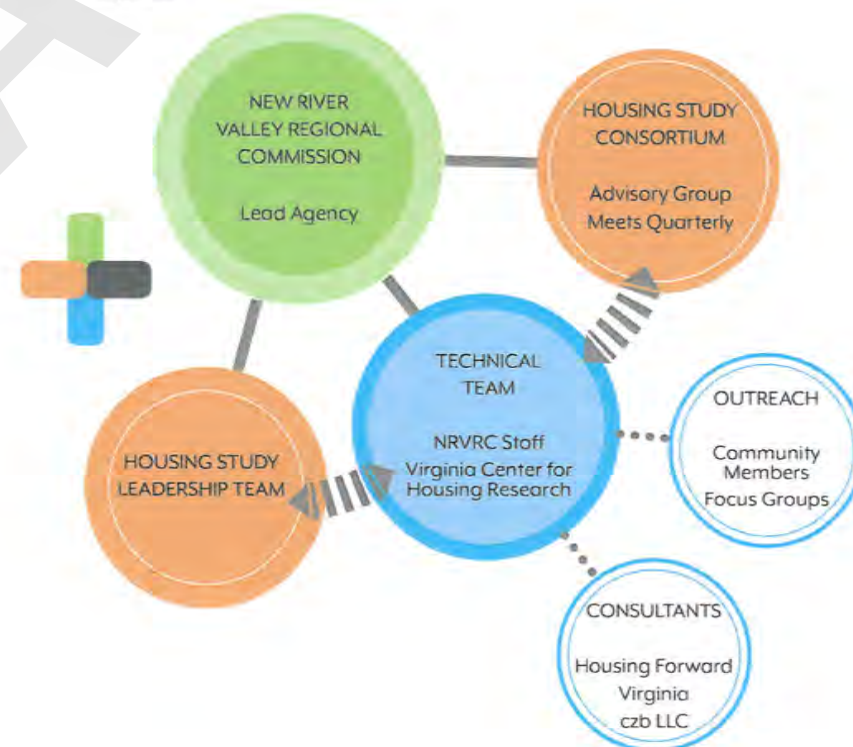 NEW RIVER
VALLEY REGIONAL
COMMISSION
Lead Agency
HOUSING STUDY
CONSORTIUM
Advisory Group
Meets Quarterly
TECHNICAL
TEAM
NRVRC Staff
Virginia Center for
Housing Research
OUTREACH
Community
Members
Focus Groups
HOUSING STUDY
LEADERSHIP TEAM
CONSULTANTS
Housing Forward
Virginia
czb LLC